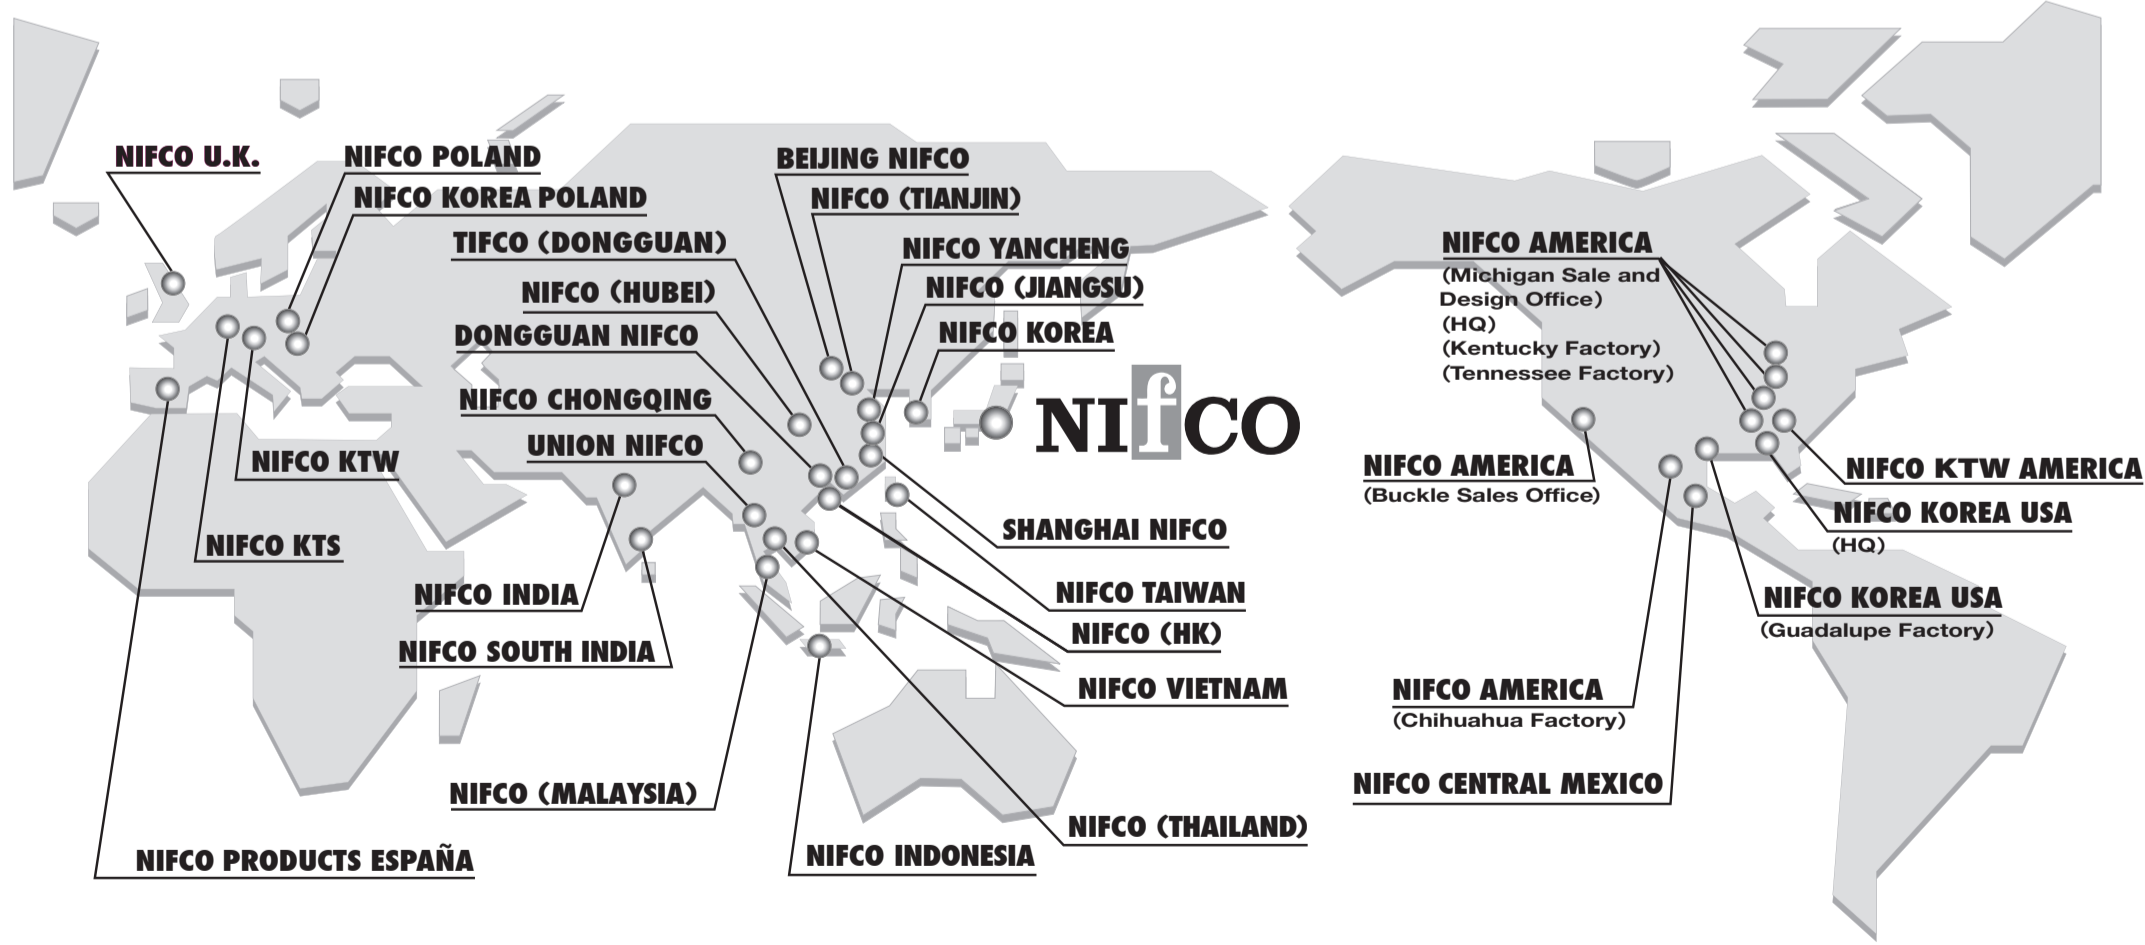 NIFCO U.K.
NIFCO POLAND
NIFCO KOREA POLAND
TIFCO (DONGGUAN)
NIFCO (HUBEI)
DONGGUAN NIFCO
NIFCO CHONGQING
UNION NIFCO
NIFCO KTW
NIFCO KTS
NIFCO INDIA
NIFCO SOUTH INDIA
NIFCO (MALAYSIA)
NIFCO PRODUCTS ESPAÑA
BEIJING NIFCO
NIFCO (TIANJIN)
NIFCO YANCHENG
NIFCO (JIANGSU)
NIFCO KOREA
NIfCO
SHANGHAI NIFCO
NIFCO TAIWAN
NIFCO (HK)
NIFCO VIETNAM
NIFCO (THAILAND)
NIFCO INDONESIA
NIFCO AMERICA
(Michigan Sale and
Design Office)
(HQ)
(Kentucky Factory)
(Tennessee Factory)
NIFCO AMERICA
(Buckle Sales Office)
NIFCO KTW AMERICA
NIFCO KOREA USA
(HQ)
NIFCO KOREA USA
(Guadalupe Factory)
NIFCO AMERICA
(Chihuahua Factory)
NIFCO CENTRAL MEXICO